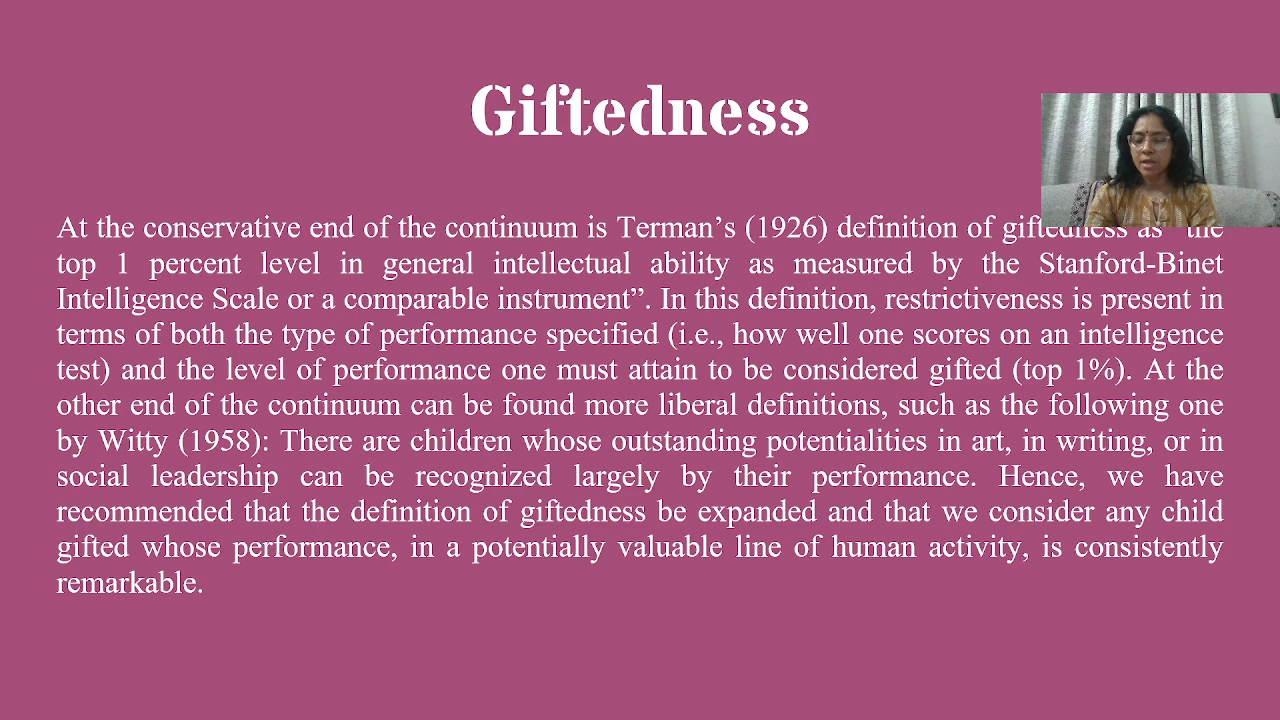 Giftedness
At the conservative end of the continuum is Terman’s (1926) definition of giftedness as “the
top 1 percent level in general intellectual ability as measured by the Stanford-Binet
Intelligence Scale or a comparable instrument”. In this definition, restrictiveness is present in
terms of both the type of performance specified (i.e., how well one scores on an intelligence
test) and the level of performance one must attain to be considered gifted (top 1%). At the
other end of the continuum can be found more liberal definitions, such as the following one
by Witty (1958): There are children whose outstanding potentialities in art, in writing, or in
social leadership can be recognized largely by their performance. Hence, we have
recommended that the definition of giftedness be expanded and that we consider any child
gifted whose performance, in a potentially valuable line of human activity, is consistently
remarkable.